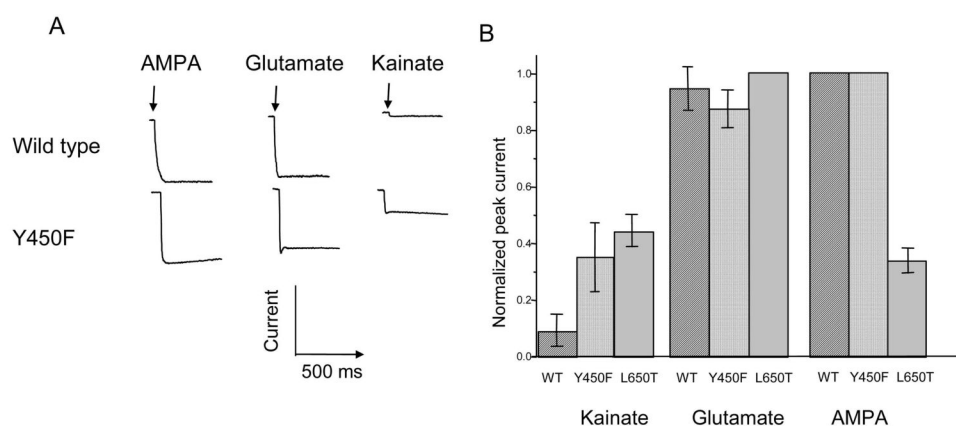 A
AMPA Glutamate Kainate
Wild type
Y450F
Current
500 ms
B
Normalized peak current
1.0
0.8
0.6
0.4
0.2
0.0
WT Y450F L650T WT Y450F L650T WT Y450F L650T
Kainate Glutamate AMPA